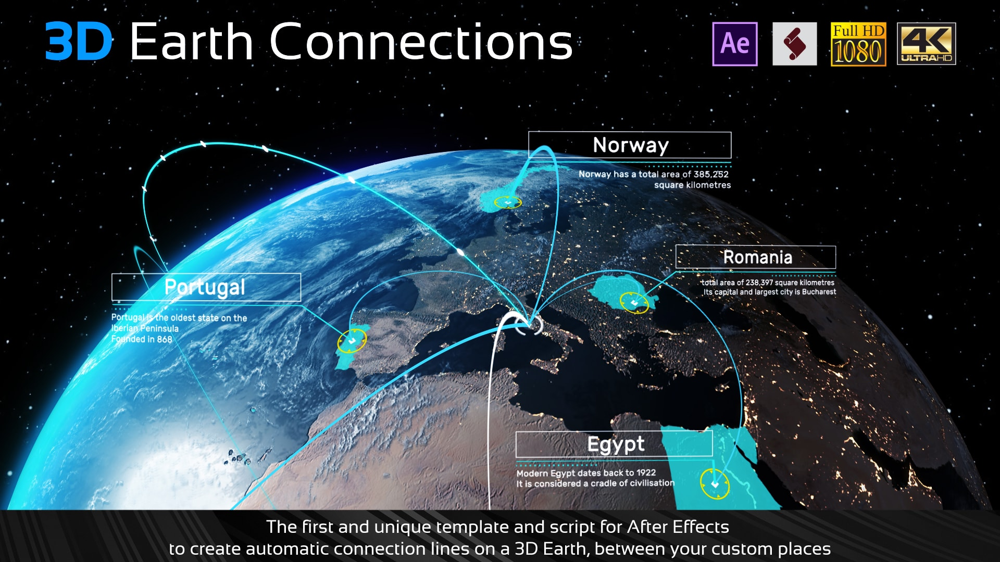 3D Earth Connections
Ae
Full HD
1080
4K
ULTRAHD
Norway
Norway has a total area of 385,252
square kilometres
Romania
total area of 238,397 square kilometres
Its capital and largest city is Bucharest
Portugal
Portugal is the oldest state on the
Iberian Peninsula
Founded in 868
Egypt
Modern Egypt dates back to 1922
It is considered a cradle of civilisation
The first and unique template and script for After Effects
to create automatic connection lines on a 3D Earth, between your custom places